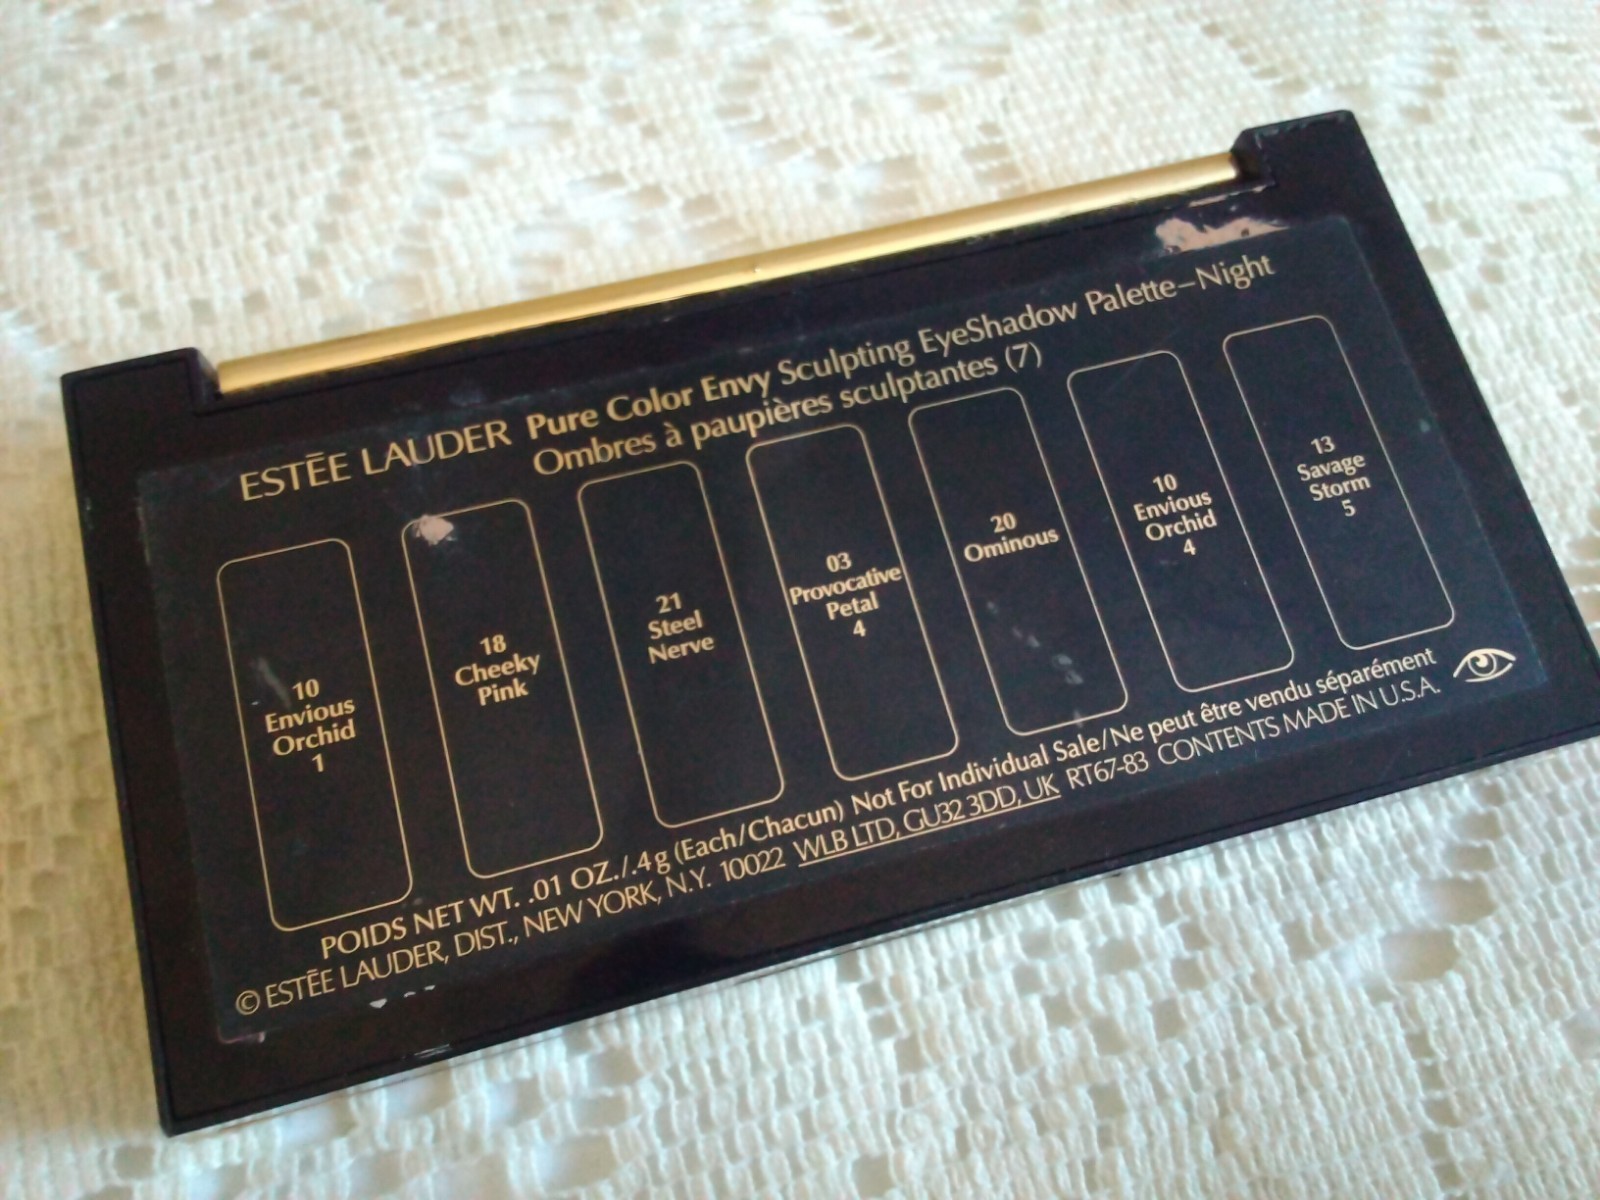 ESTĒE LAUDER Pure Color Envy Sculpting EyeShadow Palette–Night
Ombres à paupières sculptantes (7)
10
Envious
Orchid
1
18
Cheeky
Pink
21
Steel
Nerve
03
Provocative
Petal
4
20
Ominous
10
Envious
Orchid
4
13
Savage
Storm
5
POIDS NET WT. .01 OZ./.4g (Each/Chacun) Not For Individual Sale/Ne peut être vendu séparément
© ESTĒE LAUDER, DIST., NEW YORK, N.Y. 10022 WLB LTD, GU32 3DD, UK RT67-83 CONTENTS MADE IN U.S.A.